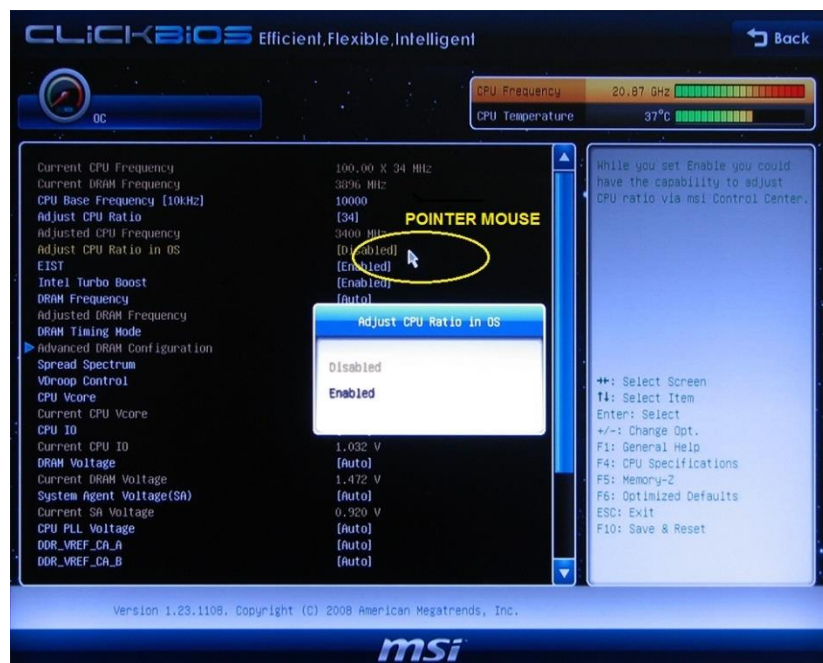 CLiCKBiOS Efficient,Flexible,Intelligent
Back
OC
CPU Frequency 20.87 GHz
CPU Temperature 37°C
Current CPU Frequency 100.00 X 34 MHz
Current DRAM Frequency 3896 MHz
CPU Base Frequency [10kHz] 10000
Adjust CPU Ratio [34]
POINTER MOUSE
Adjusted CPU Frequency 3400 MHz
Adjust CPU Ratio in OS [Disabled]
EIST [Enabled]
Intel Turbo Boost [Enabled]
DRAM Frequency [Auto]
Adjusted DRAM Frequency
DRAM Timing Mode
Advanced DRAM Configuration
Spread Spectrum
VDroop Control
CPU Vcore
Current CPU Vcore
CPU IO
Current CPU IO 1.032 V
DRAM Voltage [Auto]
Current DRAM Voltage 1.472 V
System Agent Voltage(SA) [Auto]
Current SA Voltage 0.920 V
CPU PLL Voltage [Auto]
DDR_VREF_CA_A [Auto]
DDR_VREF_CA_B [Auto]
Adjust CPU Ratio in OS
Disabled
Enabled
While you set Enable you could
have the capability to adjust
CPU ratio via msi Control Center.
: Select Screen
↑↓: Select Item
Enter: Select
+/-: Change Opt.
F1: General Help
F4: CPU Specifications
F5: Memory-Z
F6: Optimized Defaults
ESC: Exit
F10: Save & Reset
Version 1.23.1108. Copyright (C) 2008 American Megatrends, Inc.
msi